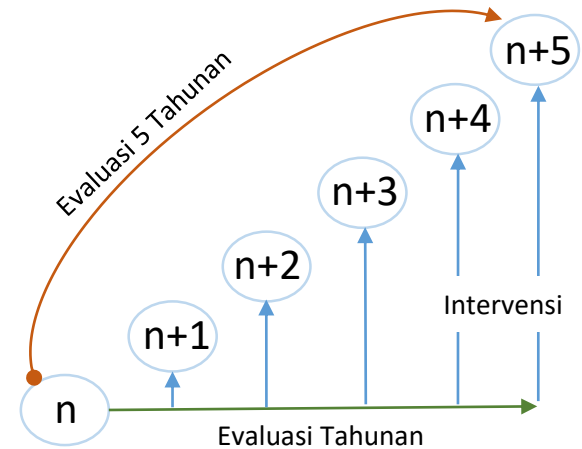 n+5
Evaluasi 5 Tahunan
n+4
n+3
n+2
Intervensi
n+1
n
Evaluasi Tahunan